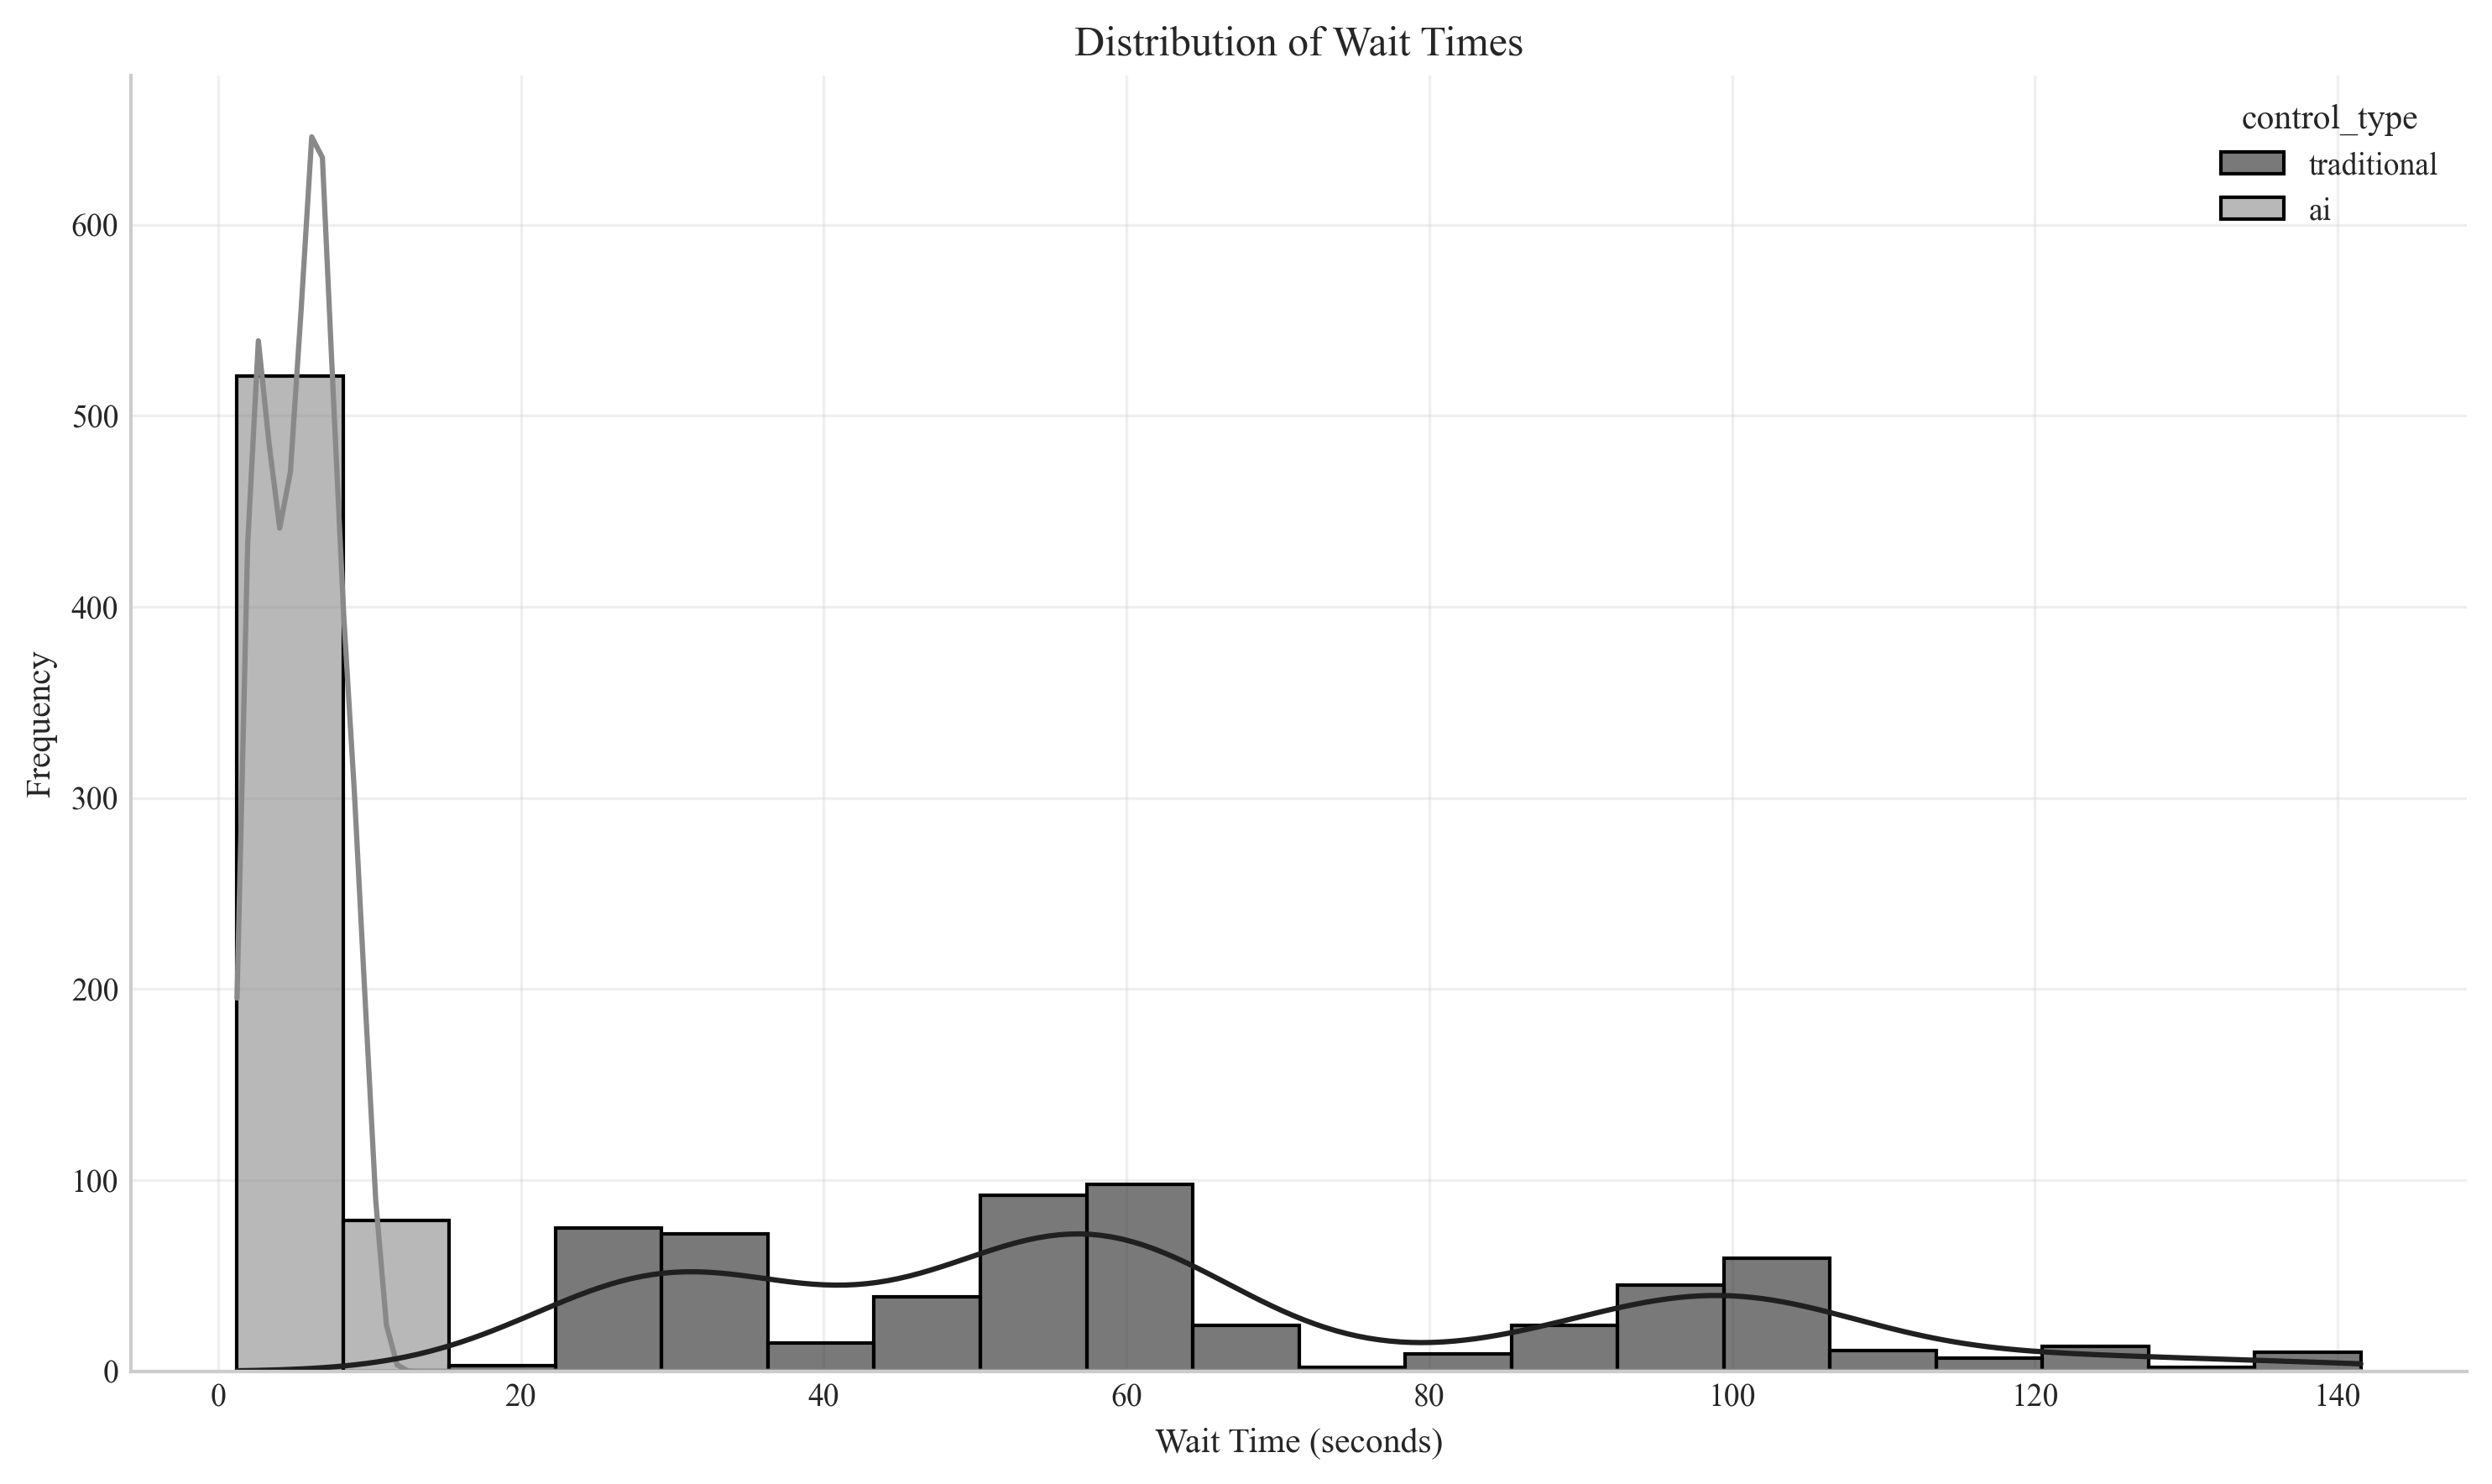 Distribution of Wait Times
control_type
traditional
ai
600
500
400
300
200
100
0
Frequency
0 20 40 60 80 100 120 140
Wait Time (seconds)